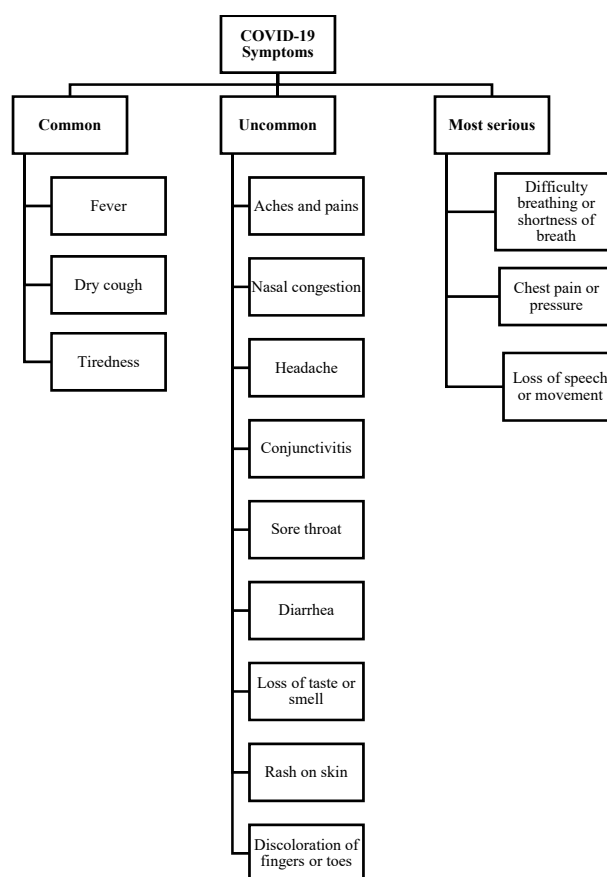 COVID-19
Symptoms
Common
Fever
Dry cough
Tiredness
Uncommon
Aches and pains
Nasal congestion
Headache
Conjunctivitis
Sore throat
Diarrhea
Loss of taste or
smell
Rash on skin
Discoloration of
fingers or toes
Most serious
Difficulty
breathing or
shortness of
breath
Chest pain or
pressure
Loss of speech
or movement